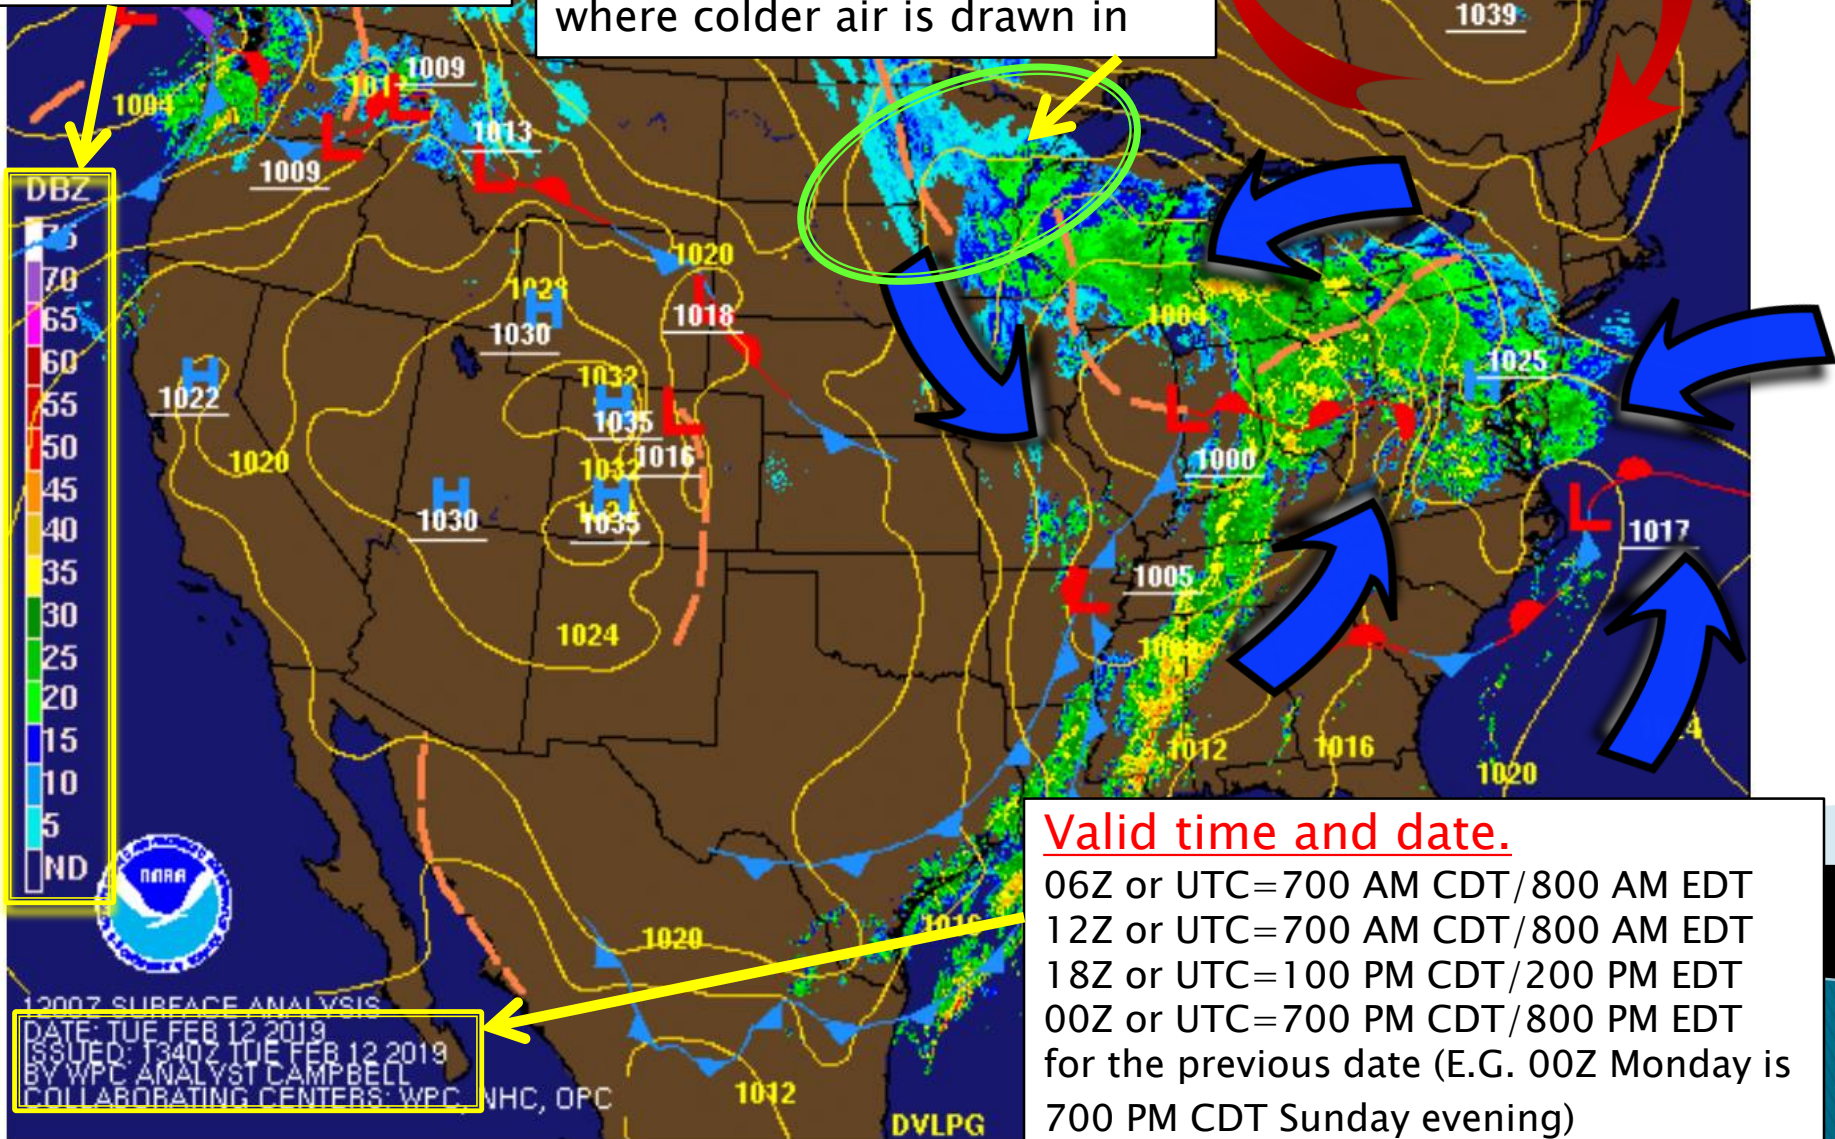 where colder air is drawn in
1039
1009
1004
1013
1009
DBZ
75
70
65
60
55
50
45
40
35
30
25
20
15
10
5
ND
1020
1028
H
1030
1018
1004
1022
H
1032
H
1035
1025
H
1020
1032
1016
L
1000
H
1030
H
1035
L
1017
1005
L
1024
1012
1016
1020
1020
1016
1012
DVLPG
NOAA
1200Z SURFACE ANALYSIS
DATE: TUE FEB 12 2019
ISSUED: 1340Z TUE FEB 12 2019
BY WPC ANALYST CAMPBELL
COLLABORATING CENTERS: WPC, NHC, OPC
Valid time and date.
06Z or UTC=700 AM CDT/800 AM EDT
12Z or UTC=700 AM CDT/800 AM EDT
18Z or UTC=100 PM CDT/200 PM EDT
00Z or UTC=700 PM CDT/800 PM EDT
for the previous date (E.G. 00Z Monday is
700 PM CDT Sunday evening)